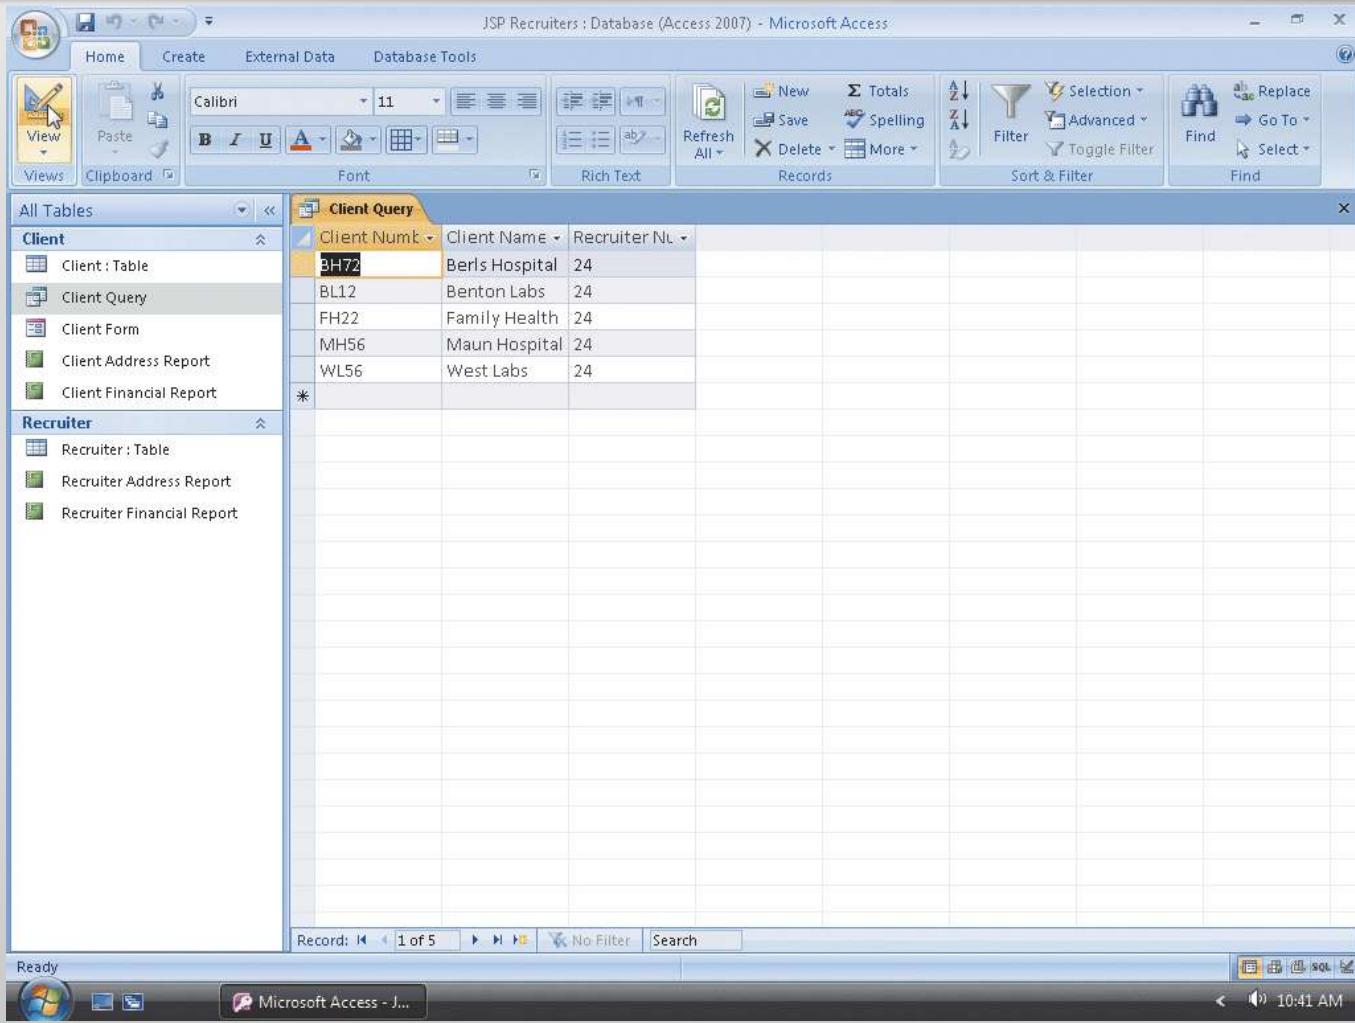 JSP Recruiters : Database (Access 2007) - Microsoft Access
Home Create External Data Database Tools
View
Views
Paste
Clipboard
Calibri 11
B I U A
Font
Rich Text
Refresh All
New Save Delete
Totals Spelling More
Records
Filter
Selection
Advanced
Toggle Filter
Sort & Filter
Find
Replace
Go To
Select
Find
All Tables
Client
Client : Table
Client Query
Client Form
Client Address Report
Client Financial Report
Recruiter
Recruiter : Table
Recruiter Address Report
Recruiter Financial Report
Client Query
Client Numb Client Name Recruiter Nu
BH72 Berls Hospital 24
BL12 Benton Labs 24
FH22 Family Health 24
MH56 Maun Hospital 24
WL56 West Labs 24
Record: 1 of 5 No Filter Search
Ready
SQL
Microsoft Access - J...
10:41 AM